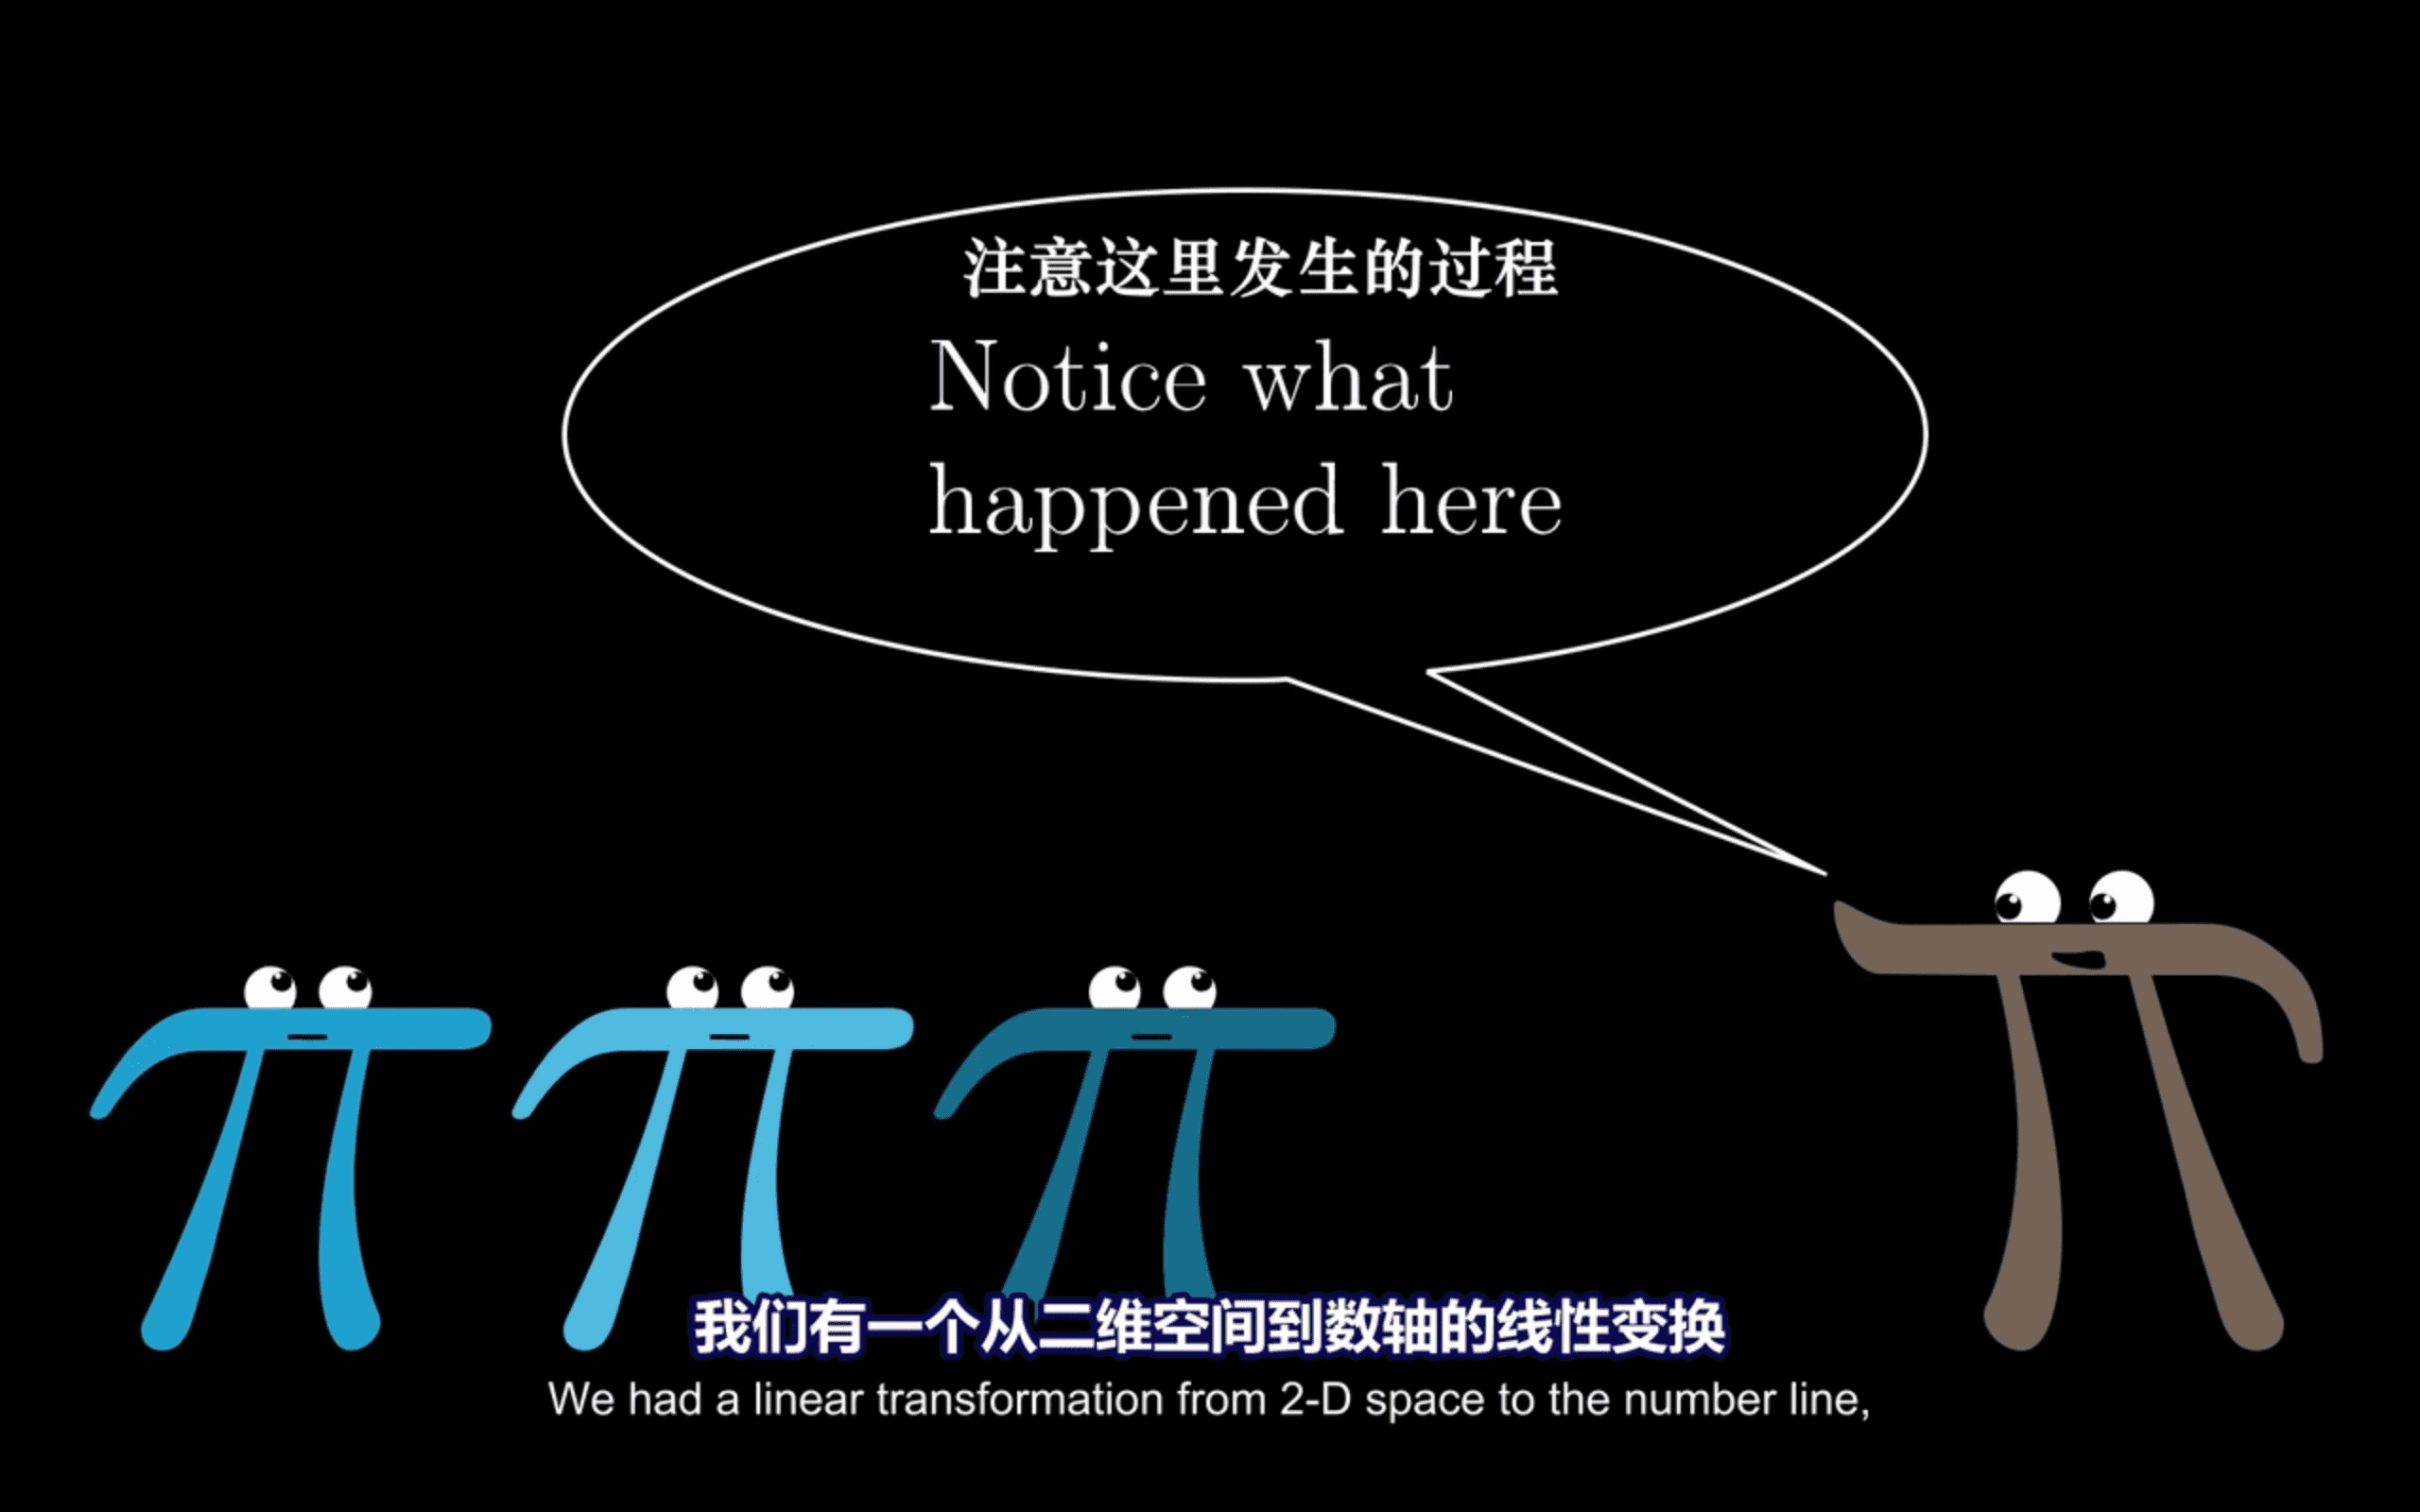 注意这里发生的过程
Notice what
happened here
我们有一个从二维空间到数轴的线性变换
We had a linear transformation from 2-D space to the number line,